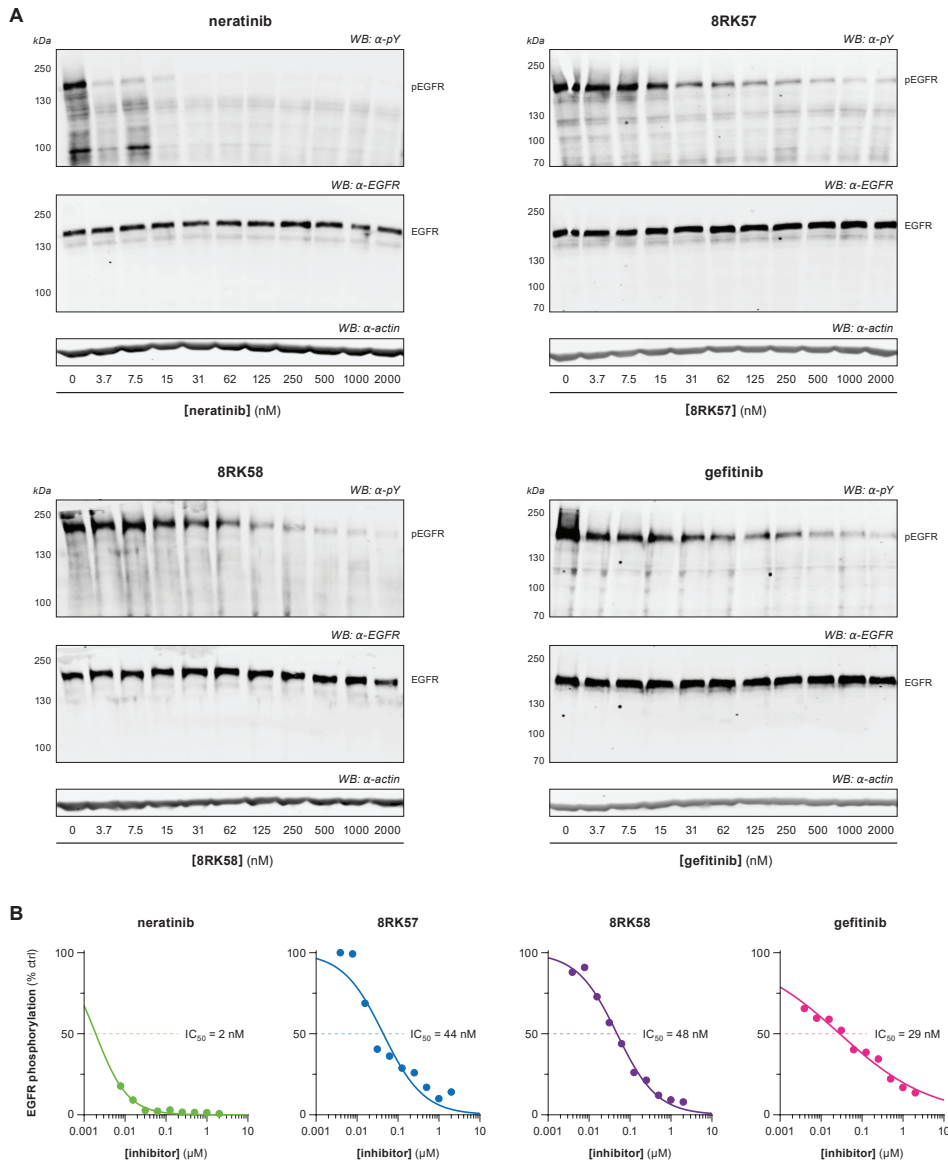 A
neratinib
kDa
WB: α-pY
250
130
100
pEGFR
WB: α-EGFR
250
130
100
EGFR
WB: α-actin
0 3.7 7.5 15 31 62 125 250 500 1000 2000
[neratinib] (nM)
8RK57
kDa
WB: α-pY
250
130
100
70
pEGFR
WB: α-EGFR
250
130
100
70
EGFR
WB: α-actin
0 3.7 7.5 15 31 62 125 250 500 1000 2000
[8RK57] (nM)
8RK58
kDa
WB: α-pY
250
130
100
pEGFR
WB: α-EGFR
250
130
100
EGFR
WB: α-actin
0 3.7 7.5 15 31 62 125 250 500 1000 2000
[8RK58] (nM)
gefitinib
kDa
WB: α-pY
250
130
100
70
pEGFR
WB: α-EGFR
250
130
100
70
EGFR
WB: α-actin
0 3.7 7.5 15 31 62 125 250 500 1000 2000
[gefitinib] (nM)
B
neratinib
EGFR phosphorylation (% ctrl)
100
50
0
IC50 = 2 nM
0.001 0.01 0.1 1 10
[inhibitor] (µM)
8RK57
100
50
0
IC50 = 44 nM
0.001 0.01 0.1 1 10
[inhibitor] (µM)
8RK58
100
50
0
IC50 = 48 nM
0.001 0.01 0.1 1 10
[inhibitor] (µM)
gefitinib
100
50
0
IC50 = 29 nM
0.001 0.01 0.1 1 10
[inhibitor] (µM)